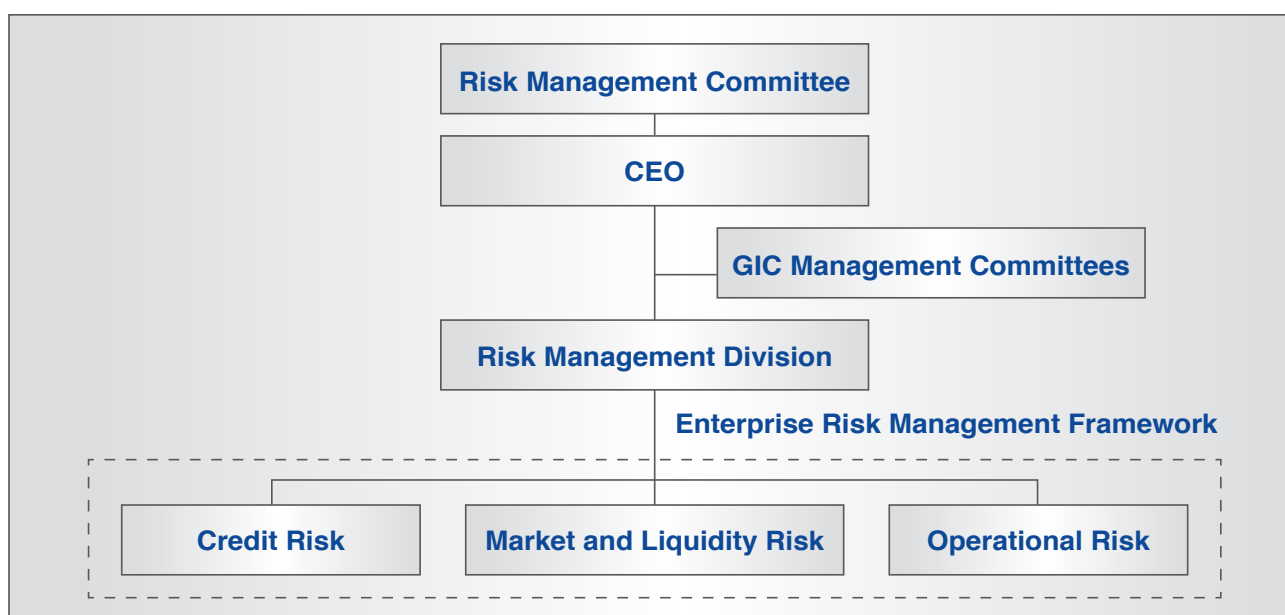 Risk Management Committee
CEO
GIC Management Committees
Risk Management Division
Enterprise Risk Management Framework
Credit Risk
Market and Liquidity Risk
Operational Risk